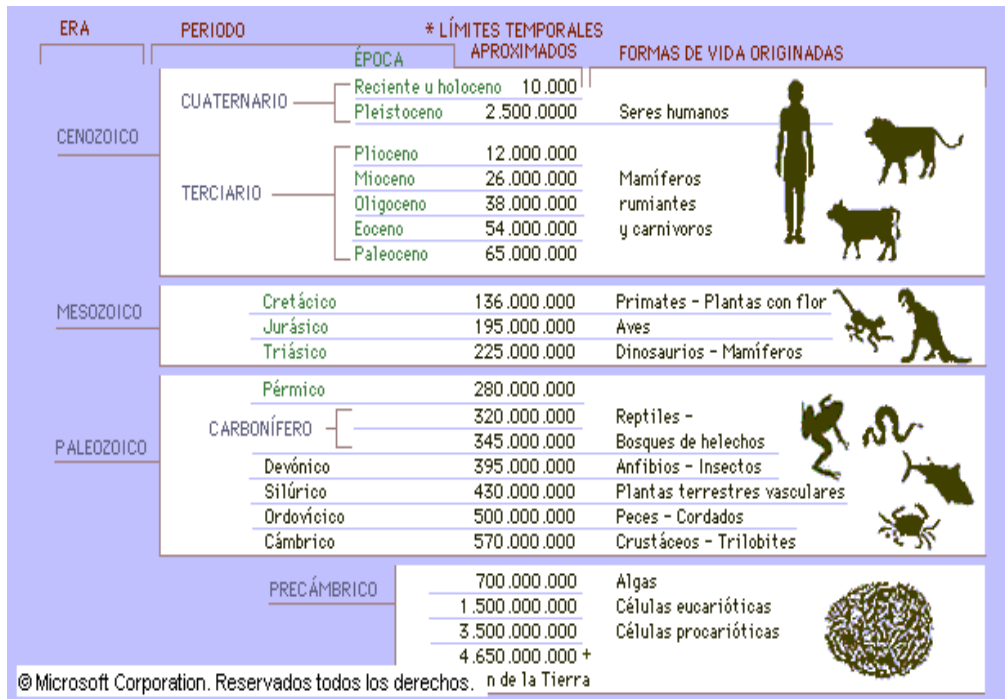 ERA PERIODO * LÍMITES TEMPORALES
ÉPOCA APROXIMADOS FORMAS DE VIDA ORIGINADAS
CENOZOICO
CUATERNARIO
Reciente u holoceno 10.000
Pleistoceno 2.500.0000 Seres humanos
TERCIARIO
Plioceno 12.000.000
Mioceno 26.000.000 Mamíferos
Oligoceno 38.000.000 rumiantes
Eoceno 54.000.000 y carnivoros
Paleoceno 65.000.000
MESOZOICO
Cretácico 136.000.000 Primates - Plantas con flor
Jurásico 195.000.000 Aves
Triásico 225.000.000 Dinosaurios - Mamíferos
PALEOZOICO
Pérmico 280.000.000
CARBONÍFERO
320.000.000 Reptiles -
345.000.000 Bosques de helechos
Devónico 395.000.000 Anfibios - Insectos
Silúrico 430.000.000 Plantas terrestres vasculares
Ordovícico 500.000.000 Peces - Cordados
Cámbrico 570.000.000 Crustáceos - Trilobites
PRECÁMBRICO
700.000.000 Algas
1.500.000.000 Células eucarióticas
3.500.000.000 Células procarióticas
4.650.000.000 +
n de la Tierra
© Microsoft Corporation. Reservados todos los derechos.